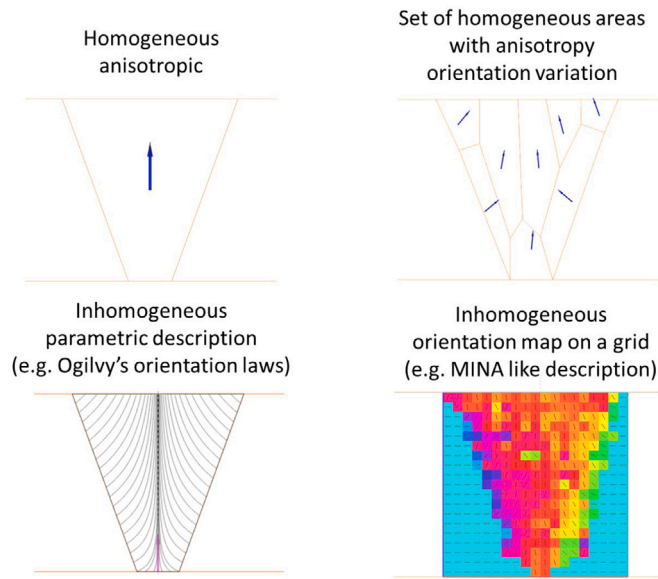 Homogeneous
anisotropic
Set of homogeneous areas
with anisotropy
orientation variation
Inhomogeneous
parametric description
(e.g. Ogilvy's orientation laws)
Inhomogeneous
orientation map on a grid
(e.g. MINA like description)